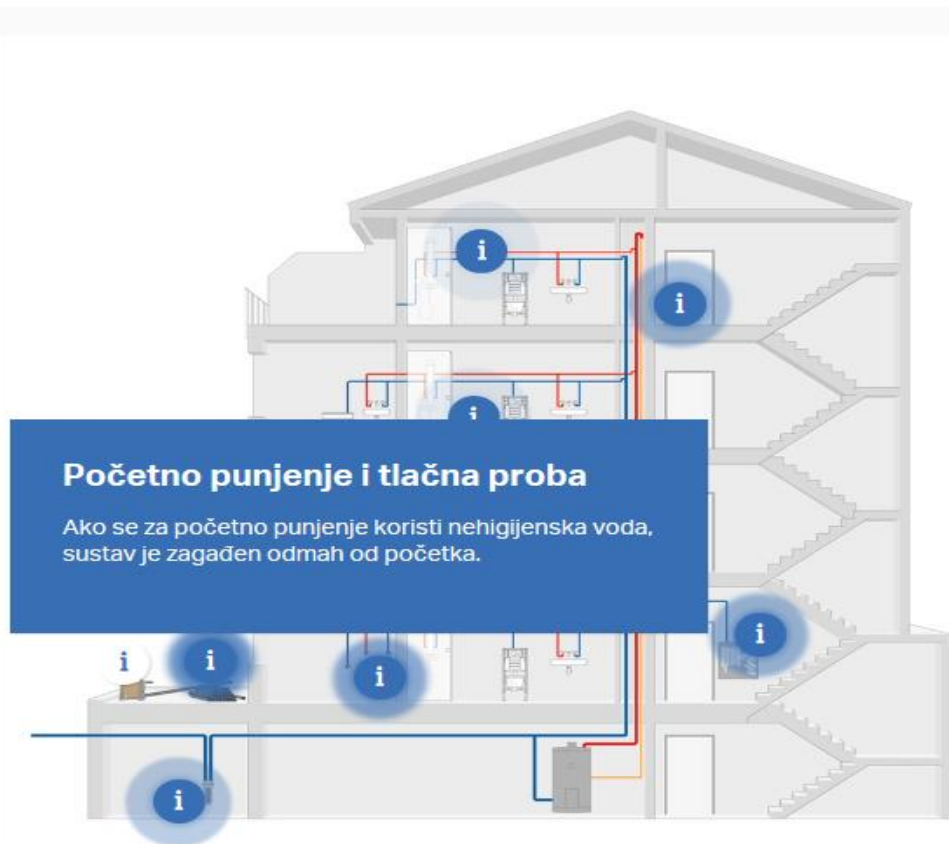 i
i
i
Početno punjenje i tlačna proba
Ako se za početno punjenje koristi nehigijenska voda,
sustav je zagađen odmah od početka.
i
i
i
i
i